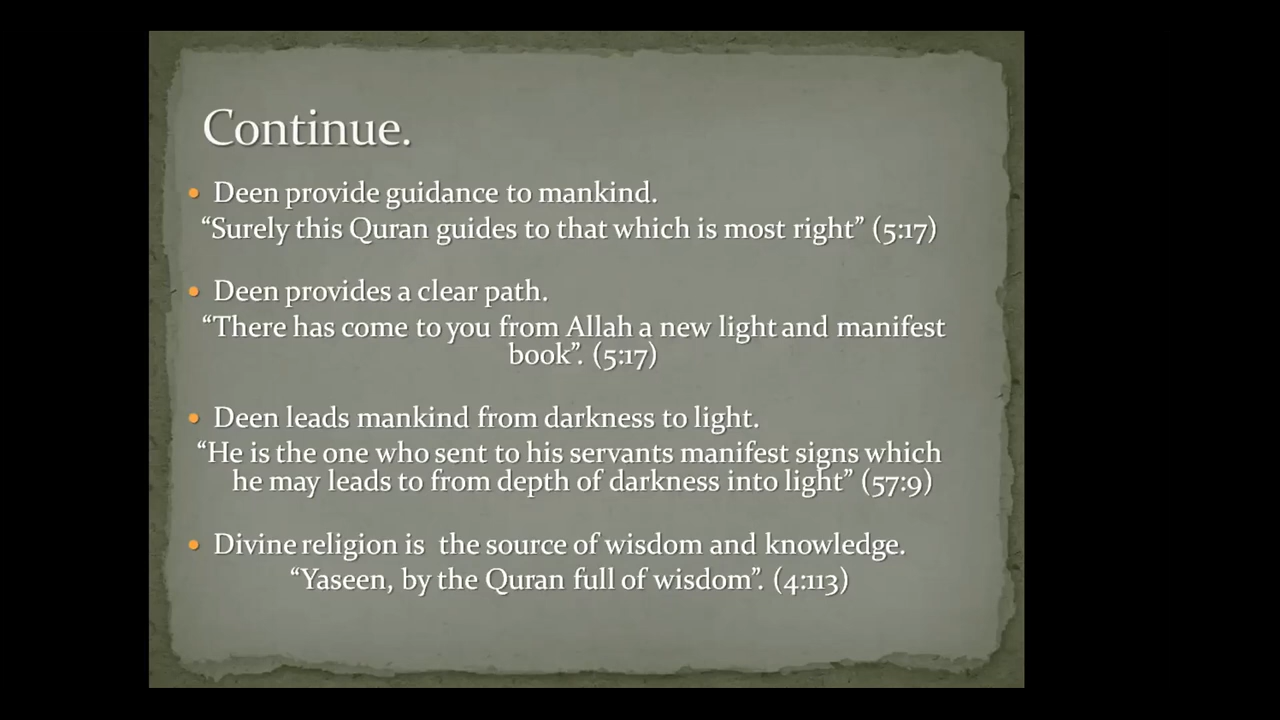 Continue.
• Deen provide guidance to mankind.
“Surely this Quran guides to that which is most right” (5:17)
• Deen provides a clear path.
“There has come to you from Allah a new light and manifest
book”. (5:17)
• Deen leads mankind from darkness to light.
“He is the one who sent to his servants manifest signs which
he may leads to from depth of darkness into light” (57:9)
• Divine religion is  the source of wisdom and knowledge.
“Yaseen, by the Quran full of wisdom”. (4:113)